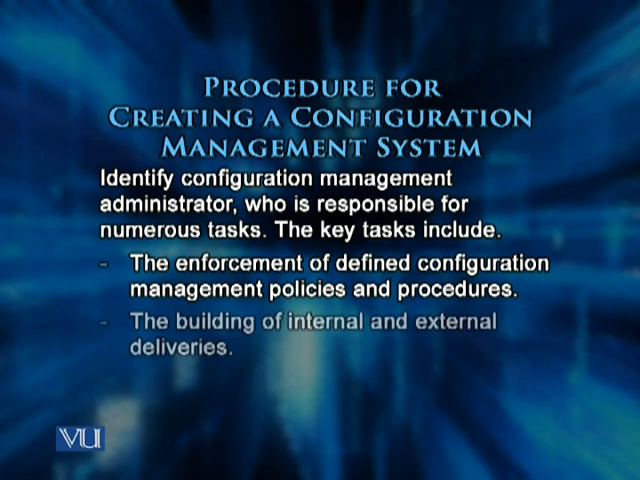 PROCEDURE FOR
CREATING A CONFIGURATION
MANAGEMENT SYSTEM
Identify configuration management
administrator, who is responsible for
numerous tasks. The key tasks include.
- The enforcement of defined configuration
management policies and procedures.
- The building of internal and external
deliveries.
VU